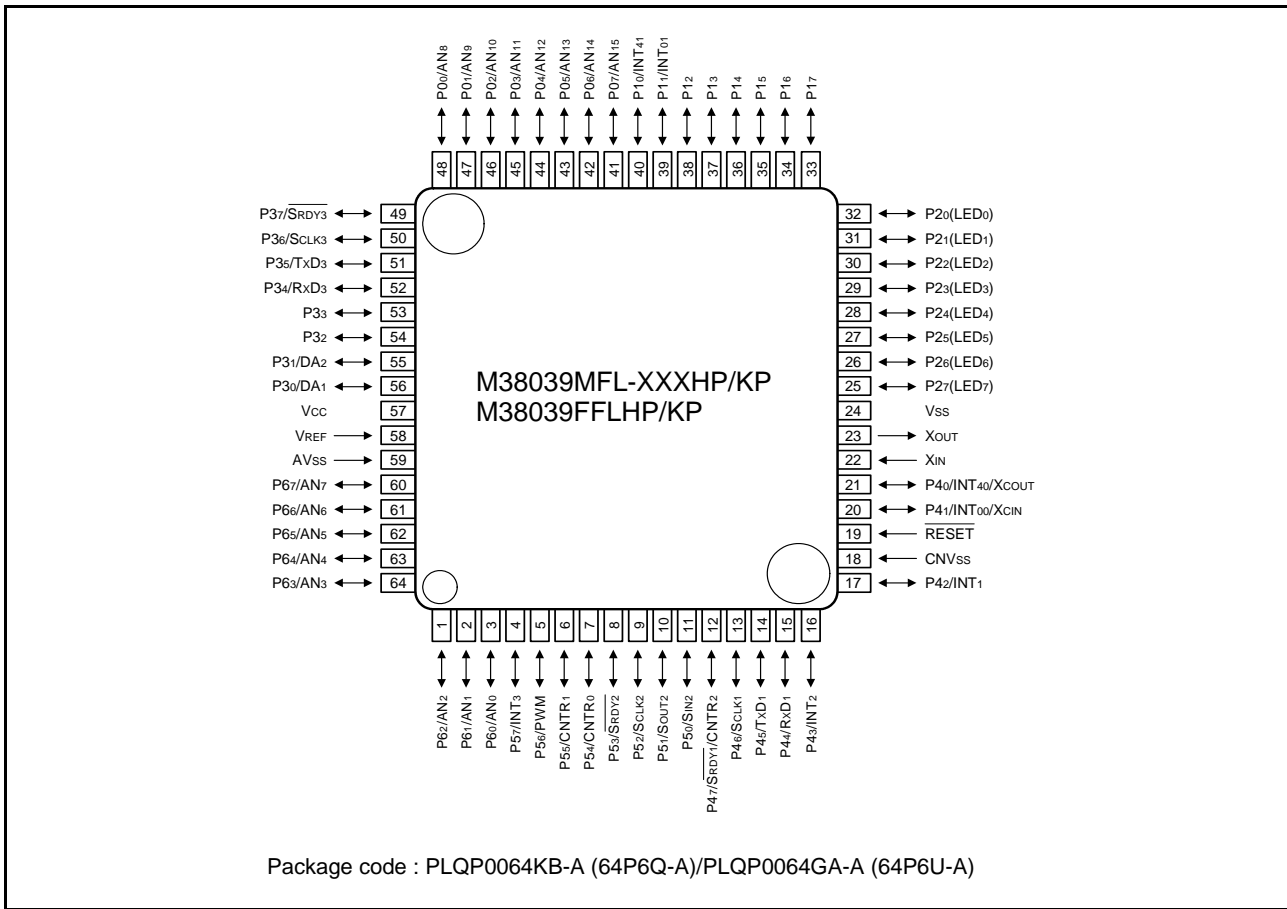 P00/AN8
P01/AN9
P02/AN10
P03/AN11
P04/AN12
P05/AN13
P06/AN14
P07/AN15
P10/INT41
P11/INT01
P12
P13
P14
P15
P16
P17
48
47
46
45
44
43
42
41
40
39
38
37
36
35
34
33
P37/SRDY3 49
P36/SCLK3 50
P35/TXD3 51
P34/RXD3 52
P33 53
P32 54
P31/DA2 55
P30/DA1 56
VCC 57
VREF 58
AVSS 59
P67/AN7 60
P66/AN6 61
P65/AN5 62
P64/AN4 63
P63/AN3 64
M38039MFL-XXXHP/KP
M38039FFLHP/KP
32 P20(LED0)
31 P21(LED1)
30 P22(LED2)
29 P23(LED3)
28 P24(LED4)
27 P25(LED5)
26 P26(LED6)
25 P27(LED7)
24 VSS
23 XOUT
22 XIN
21 P40/INT40/XCOUT
20 P41/INT00/XCIN
19 RESET
18 CNVSS
17 P42/INT1
1
2
3
4
5
6
7
8
9
10
11
12
13
14
15
16
P62/AN2
P61/AN1
P60/AN0
P57/INT3
P56/PWM
P55/CNTR1
P54/CNTR0
P53/SRDY2
P52/SCLK2
P51/SOUT2
P50/SIN2
P47/SRDY1/CNTR2
P46/SCLK1
P45/TXD1
P44/RXD1
P43/INT2
Package code : PLQP0064KB-A (64P6Q-A)/PLQP0064GA-A (64P6U-A)